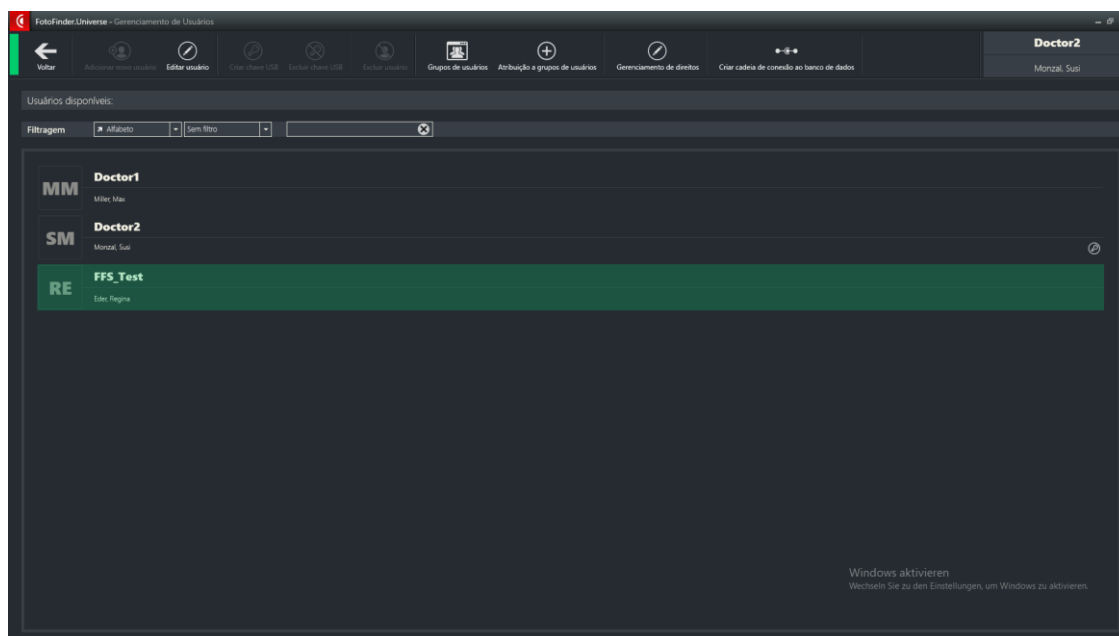 FotoFinder.Universe - Gerenciamento de Usuários
Voltar
Adicionar novo usuário
Editar usuário
Criar chave USB
Excluir chave USB
Excluir usuário
Grupos de usuários
Atribuição a grupos de usuários
Gerenciamento de direitos
Criar cadeia de conexão ao banco de dados
Doctor2
Monzal, Susi
Usuários disponíveis:
Filtragem
Alfabeto
Sem filtro
MM
Doctor1
Miller, Max
SM
Doctor2
Monzal, Susi
RE
FFS_Test
Eder, Regina
Windows aktivieren
Wechseln Sie zu den Einstellungen, um Windows zu aktivieren.